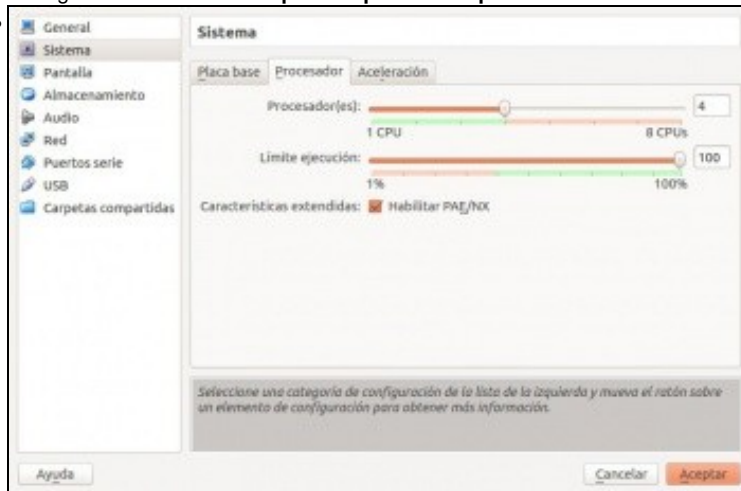 General
Sistema
Pantalla
Almacenamiento
Audio
Red
Puertos serie
USB
Carpetas compartidas
Sistema
Placa base Procesador Aceleración
Procesador(es): 4
1 CPU 8 CPUs
Límite ejecución: 100
1% 100%
Características extendidas: Habilitar PAE/NX
Seleccione una categoría de configuración de la lista de la izquierda y mueva el ratón sobre
un elemento de configuración para obtener más información.
Ayuda Cancelar Aceptar